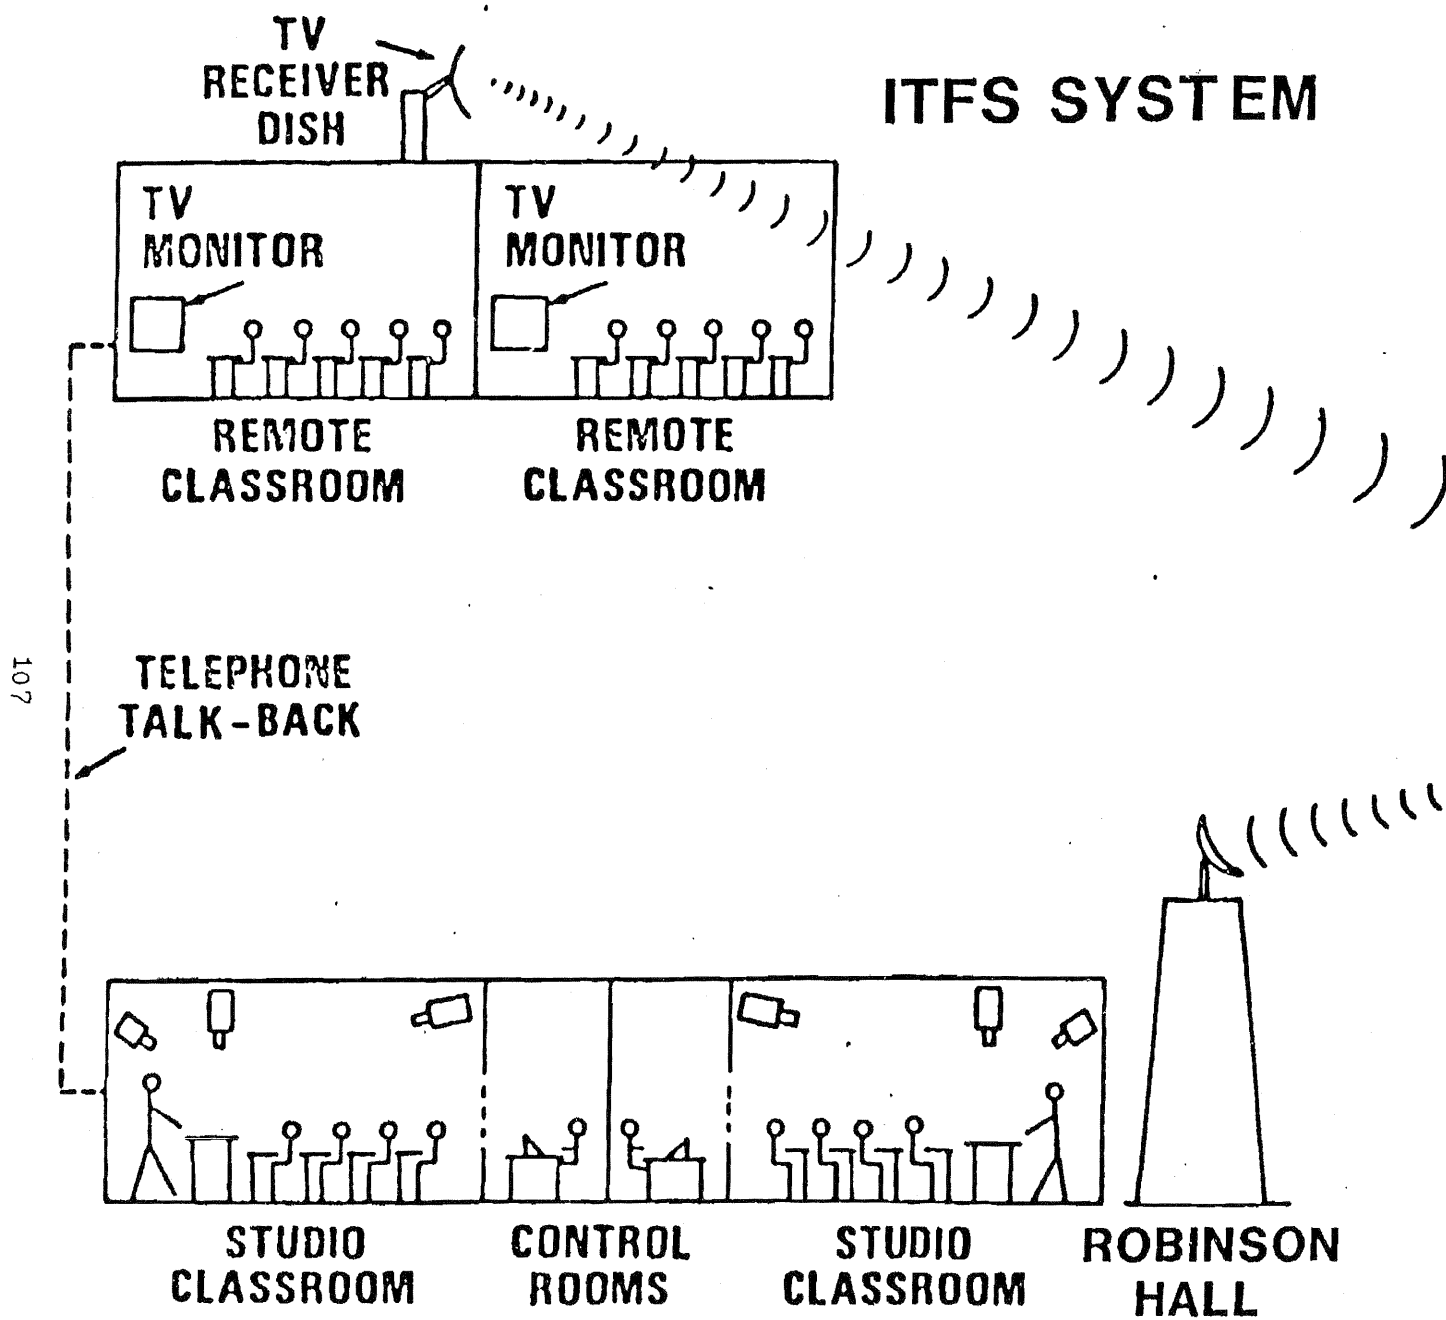 TV
RECEIVER
DISH
ITFS SYSTEM
TV
MONITOR
TV
MONITOR
REMOTE
CLASSROOM
REMOTE
CLASSROOM
107
TELEPHONE
TALK-BACK
STUDIO
CLASSROOM
CONTROL
ROOMS
STUDIO
CLASSROOM
ROBINSON
HALL